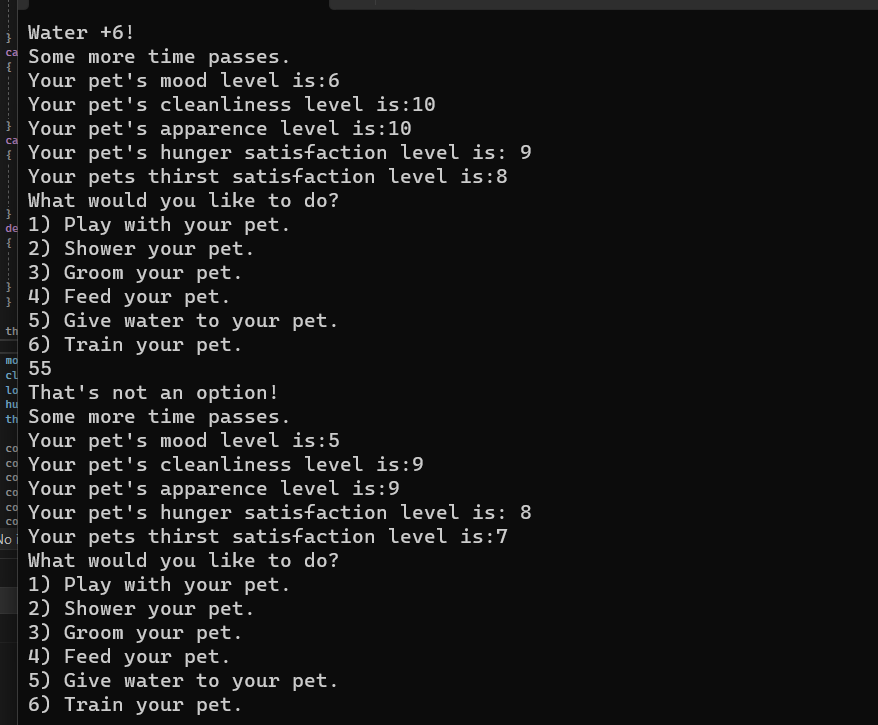 Water +6!
Some more time passes.
Your pet's mood level is:6
Your pet's cleanliness level is:10
Your pet's apparence level is:10
Your pet's hunger satisfaction level is: 9
Your pets thirst satisfaction level is:8
What would you like to do?
1) Play with your pet.
2) Shower your pet.
3) Groom your pet.
4) Feed your pet.
5) Give water to your pet.
6) Train your pet.
55
That's not an option!
Some more time passes.
Your pet's mood level is:5
Your pet's cleanliness level is:9
Your pet's apparence level is:9
Your pet's hunger satisfaction level is: 8
Your pets thirst satisfaction level is:7
What would you like to do?
1) Play with your pet.
2) Shower your pet.
3) Groom your pet.
4) Feed your pet.
5) Give water to your pet.
6) Train your pet.